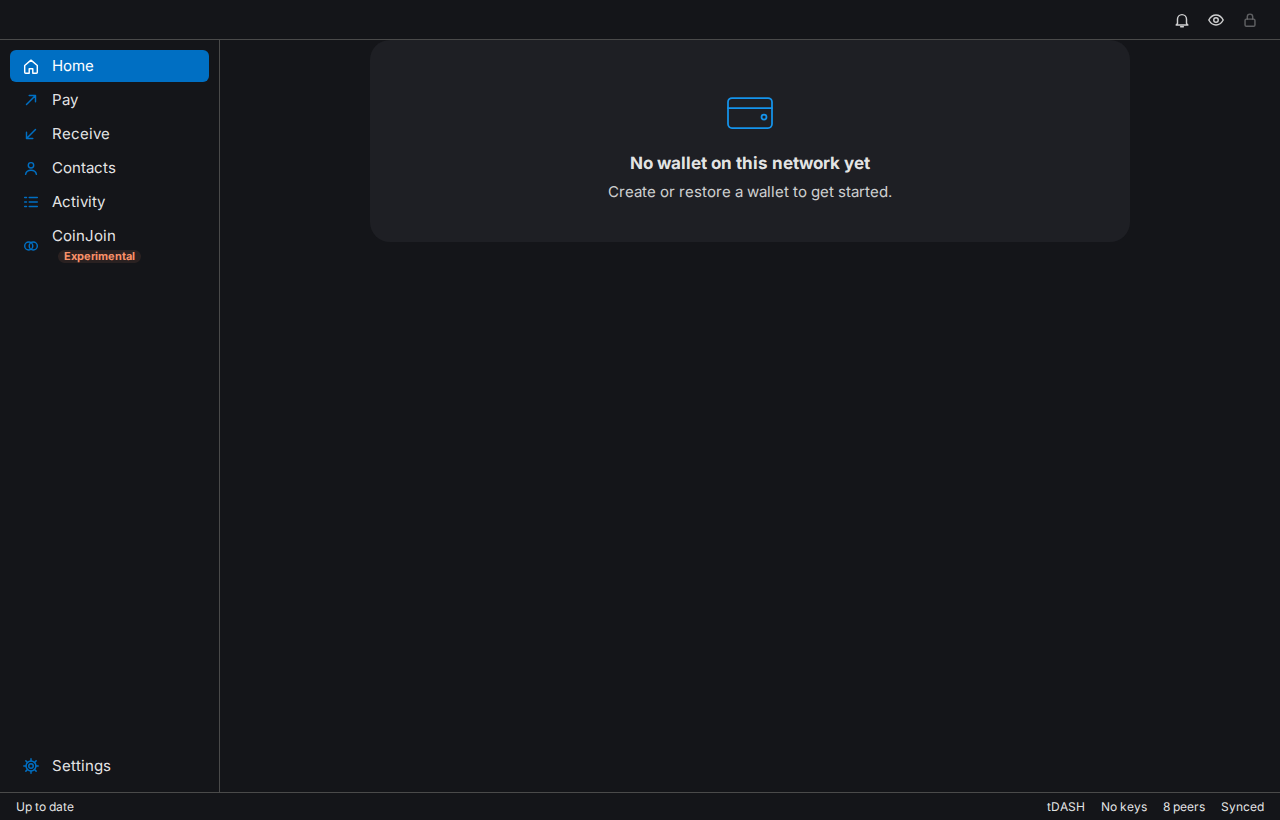 Home
Pay
Receive
Contacts
Activity
CoinJoin
Experimental
No wallet on this network yet
Create or restore a wallet to get started.
Settings
Up to date
tDASH No keys 8 peers Synced